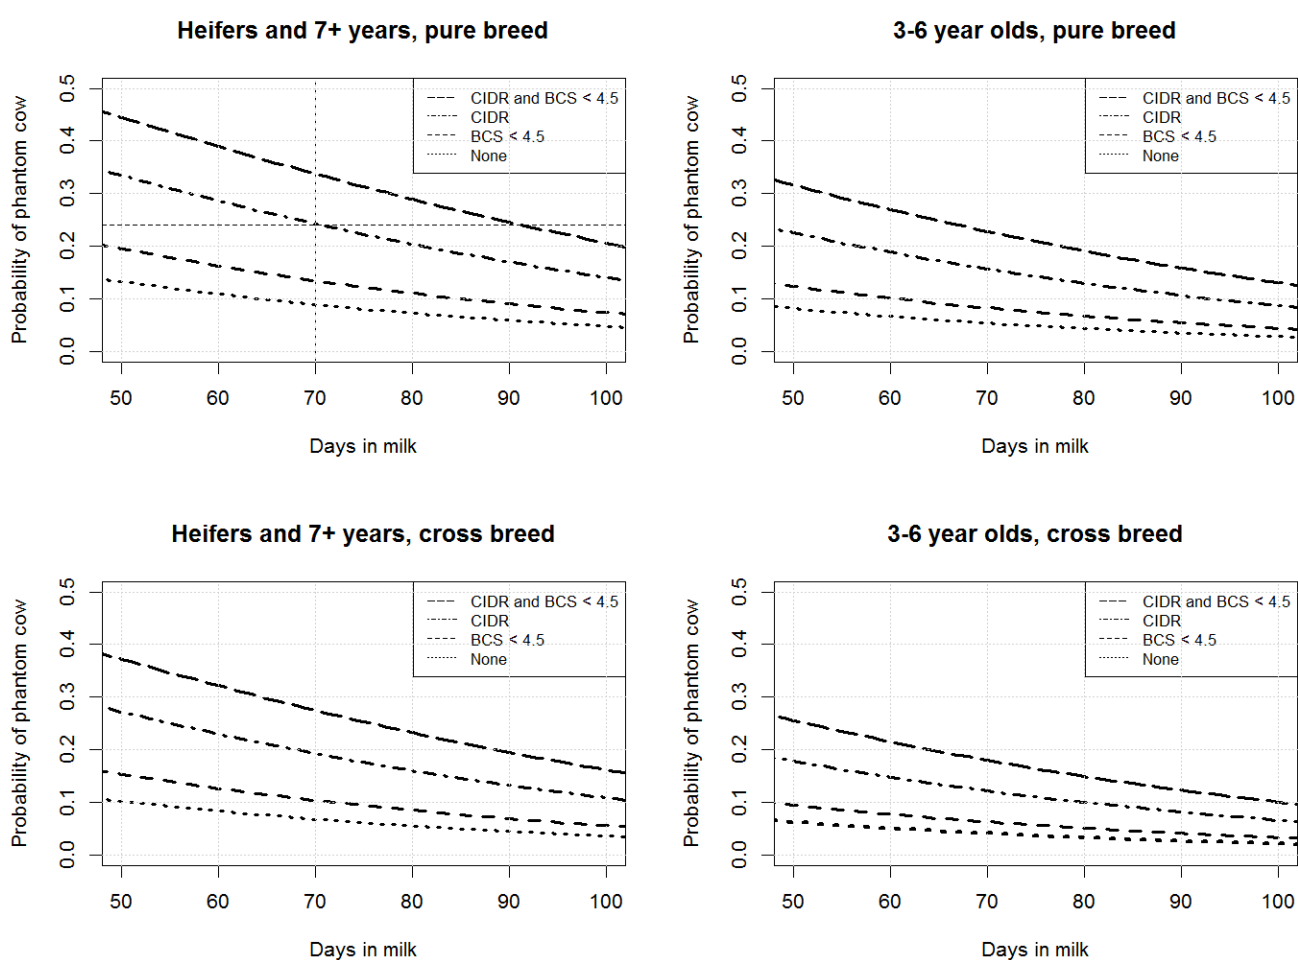 Heifers and 7+ years, pure breed
Probability of phantom cow
0.0 0.1 0.2 0.3 0.4 0.5
CIDR and BCS < 4.5
CIDR
BCS < 4.5
None
50 60 70 80 90 100
Days in milk
3-6 year olds, pure breed
Probability of phantom cow
0.0 0.1 0.2 0.3 0.4 0.5
CIDR and BCS < 4.5
CIDR
BCS < 4.5
None
50 60 70 80 90 100
Days in milk
Heifers and 7+ years, cross breed
Probability of phantom cow
0.0 0.1 0.2 0.3 0.4 0.5
CIDR and BCS < 4.5
CIDR
BCS < 4.5
None
50 60 70 80 90 100
Days in milk
3-6 year olds, cross breed
Probability of phantom cow
0.0 0.1 0.2 0.3 0.4 0.5
CIDR and BCS < 4.5
CIDR
BCS < 4.5
None
50 60 70 80 90 100
Days in milk